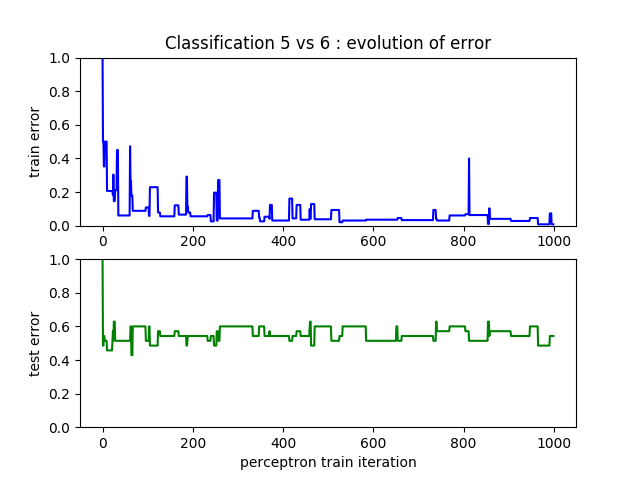 Classification 5 vs 6 : evolution of error
train error
1.0
0.8
0.6
0.4
0.2
0.0
0 200 400 600 800 1000
test error
1.0
0.8
0.6
0.4
0.2
0.0
0 200 400 600 800 1000
perceptron train iteration